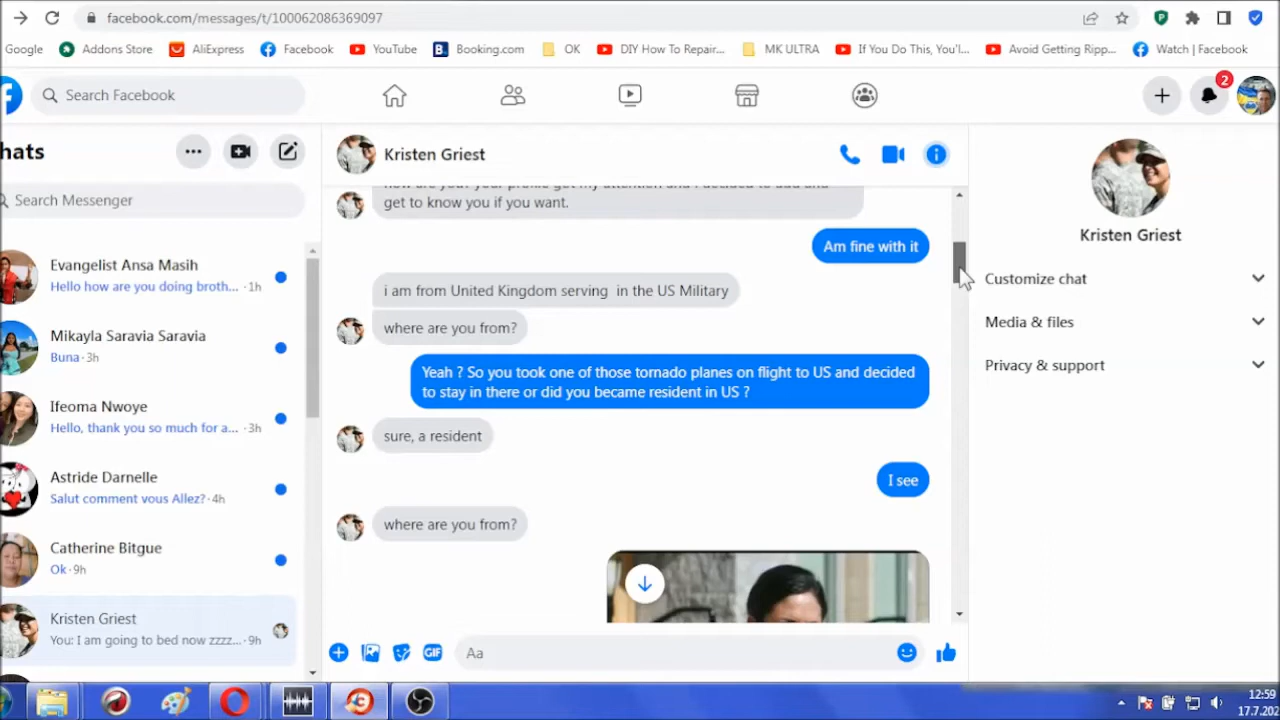 facebook.com/messages/t/100062086369097
Google Addons Store AliExpress Facebook YouTube Booking.com OK DIY How To Repair... MK ULTRA If You Do This, You'l... Avoid Getting Ripp... Watch | Facebook
Search Facebook
2
hats
Search Messenger
Evangelist Ansa Masih
Hello how are you doing broth... · 1h
Mikayla Saravia Saravia
Buna · 3h
Ifeoma Nwoye
Hello, thank you so much for a... · 3h
Astride Darnelle
Salut comment vous Allez? · 4h
Catherine Bitgue
Ok · 9h
Kristen Griest
You: I am going to bed now zzzz... · 9h
Kristen Griest
get to know you if you want.
Am fine with it
i am from United Kingdom serving in the US Military
where are you from?
Yeah ? So you took one of those tornado planes on flight to US and decided
to stay in there or did you became resident in US ?
sure, a resident
I see
where are you from?
GIF
Aa
Kristen Griest
Customize chat
Media & files
Privacy & support
12:59
17.7.202